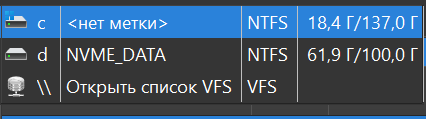 c <нет метки> NTFS 18,4 Г/137,0 Г
d NVME_DATA NTFS 61,9 Г/100,0 Г
\\ Открыть список VFS VFS